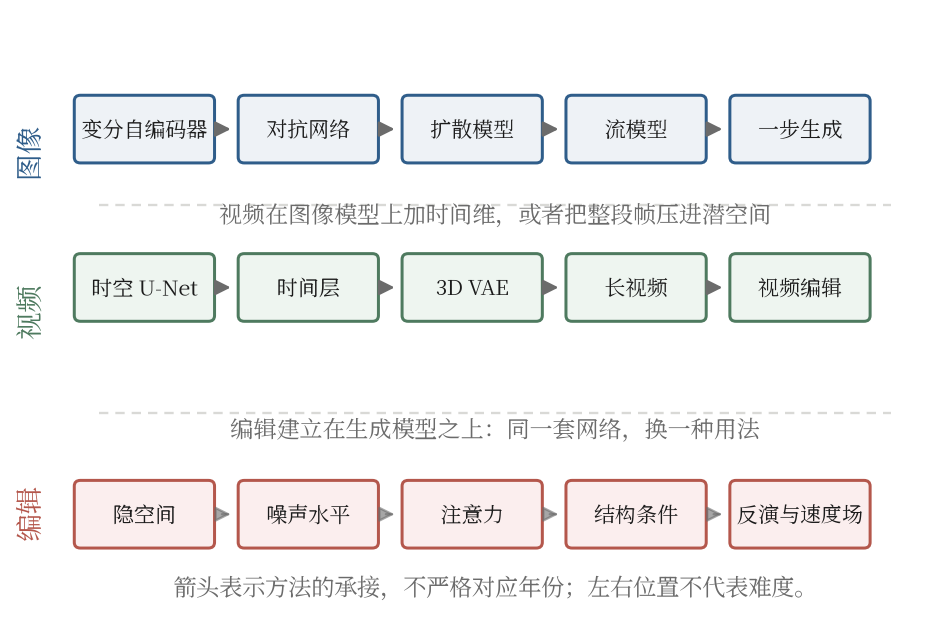 图像
变分自编码器
对抗网络
扩散模型
流模型
一步生成
视频在图像模型上加时间维，或者把整段帧压进潜空间
视频
时空 U-Net
时间层
3D VAE
长视频
视频编辑
编辑建立在生成模型之上：同一套网络，换一种用法
编辑
隐空间
噪声水平
注意力
结构条件
反演与速度场
箭头表示方法的承接，不严格对应年份；左右位置不代表难度。